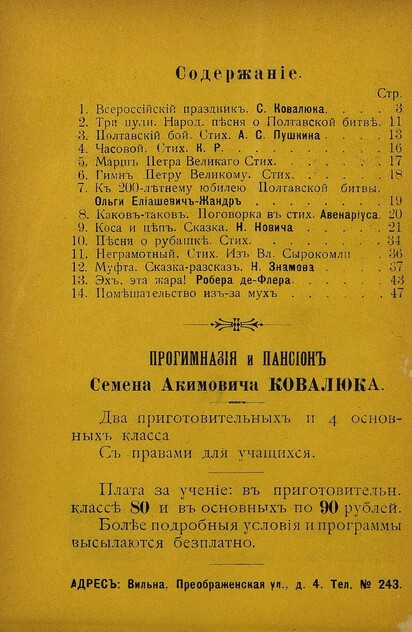 Содержаніе.
Стр.
1. Всероссійскій праздникъ. С. Ковалюка. . . . 3
2. Три пули. Народ. пѣсня о Полтавской битвѣ. 11
3. Полтавскій бой. Стих. А. С. Пушкина . . . 13
4. Часовой. Стих. К. Р. . . . . . . . 16
5. Маршъ Петра Великаго Стих. . . . . . 17
6. Гимнъ Петру Великому. Стих. . . . . . 18
7. Къ 200-лѣтнему юбилею Полтавской битвы.
Ольги Еліашевичъ-Жандръ . . . . . . 19
8. Каковъ-таковъ. Поговорка въ стих. Авенаріуса. 20
9. Коса и цѣпъ. Сказка. Н. Новича . . . . 21
10. Пѣсня о рубашкѣ. Стих. . . . . . . 34
11. Неграмотный. Стих. Изъ Вл. Сырокомли . . 36
12. Муфта. Сказка-разсказъ. Н. Знамова . . . 37
13. Эхъ, эта жара! Робера де-Флера. . . . . 43
14. Помѣшательство изъ-за мухъ . . . . . 47
ПРОГИМНАЗІЯ и ПАНСІОНЪ
Семена Акимовича КОВАЛЮКА.
Два приготовительныхъ и 4 основ-
ныхъ класса
Съ правами для учащихся.
Плата за ученіе: въ приготовительн.
классѣ 80 и въ основныхъ по 90 рублей.
Болѣе подробныя условія и программы
высылаются безплатно.
АДРЕСЪ: Вильна, Преображенская ул., д. 4. Тел. № 243.